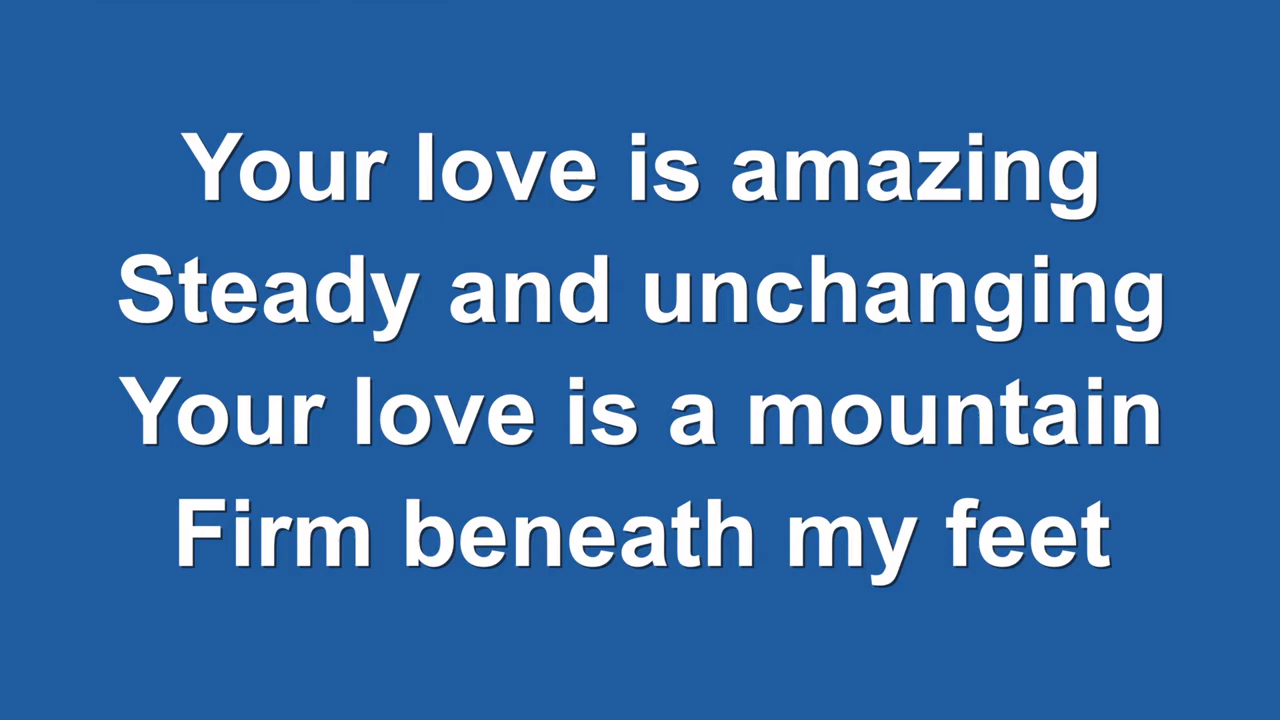 Your love is amazing
Steady and unchanging
Your love is a mountain
Firm beneath my feet